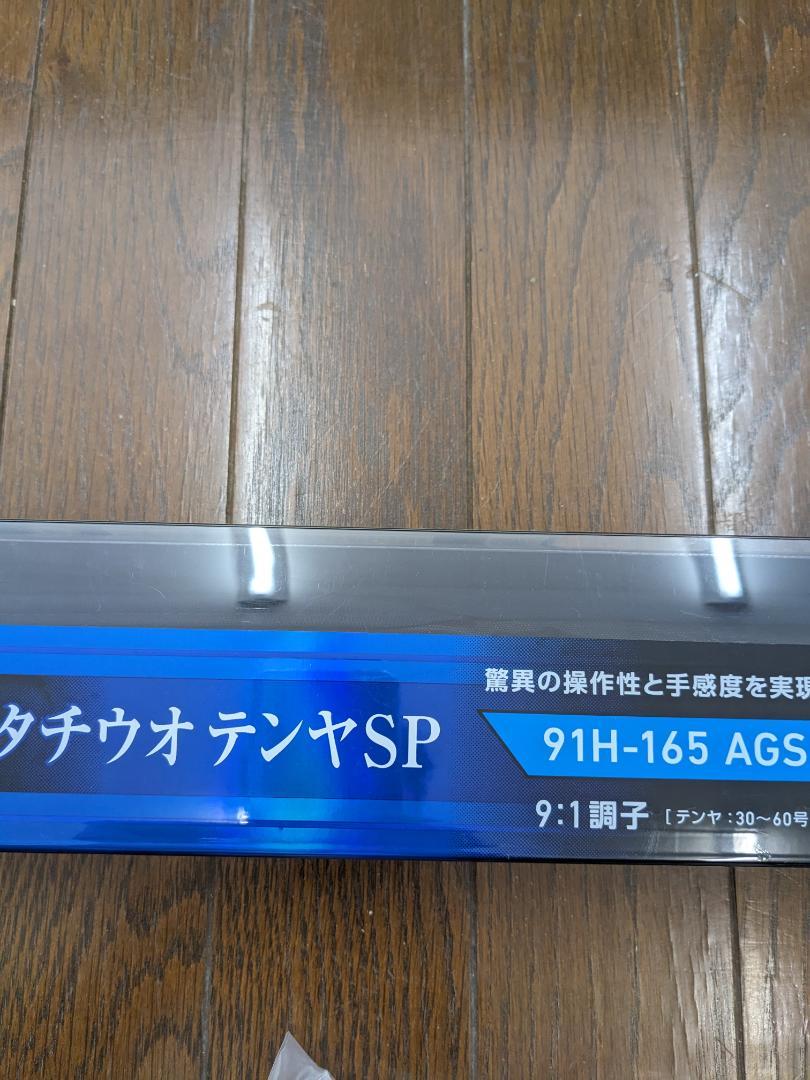 タチウオ テンヤSP
驚異の操作性と手感度を実現
91H-165 AGS
9:1調子 [テンヤ:30〜60号